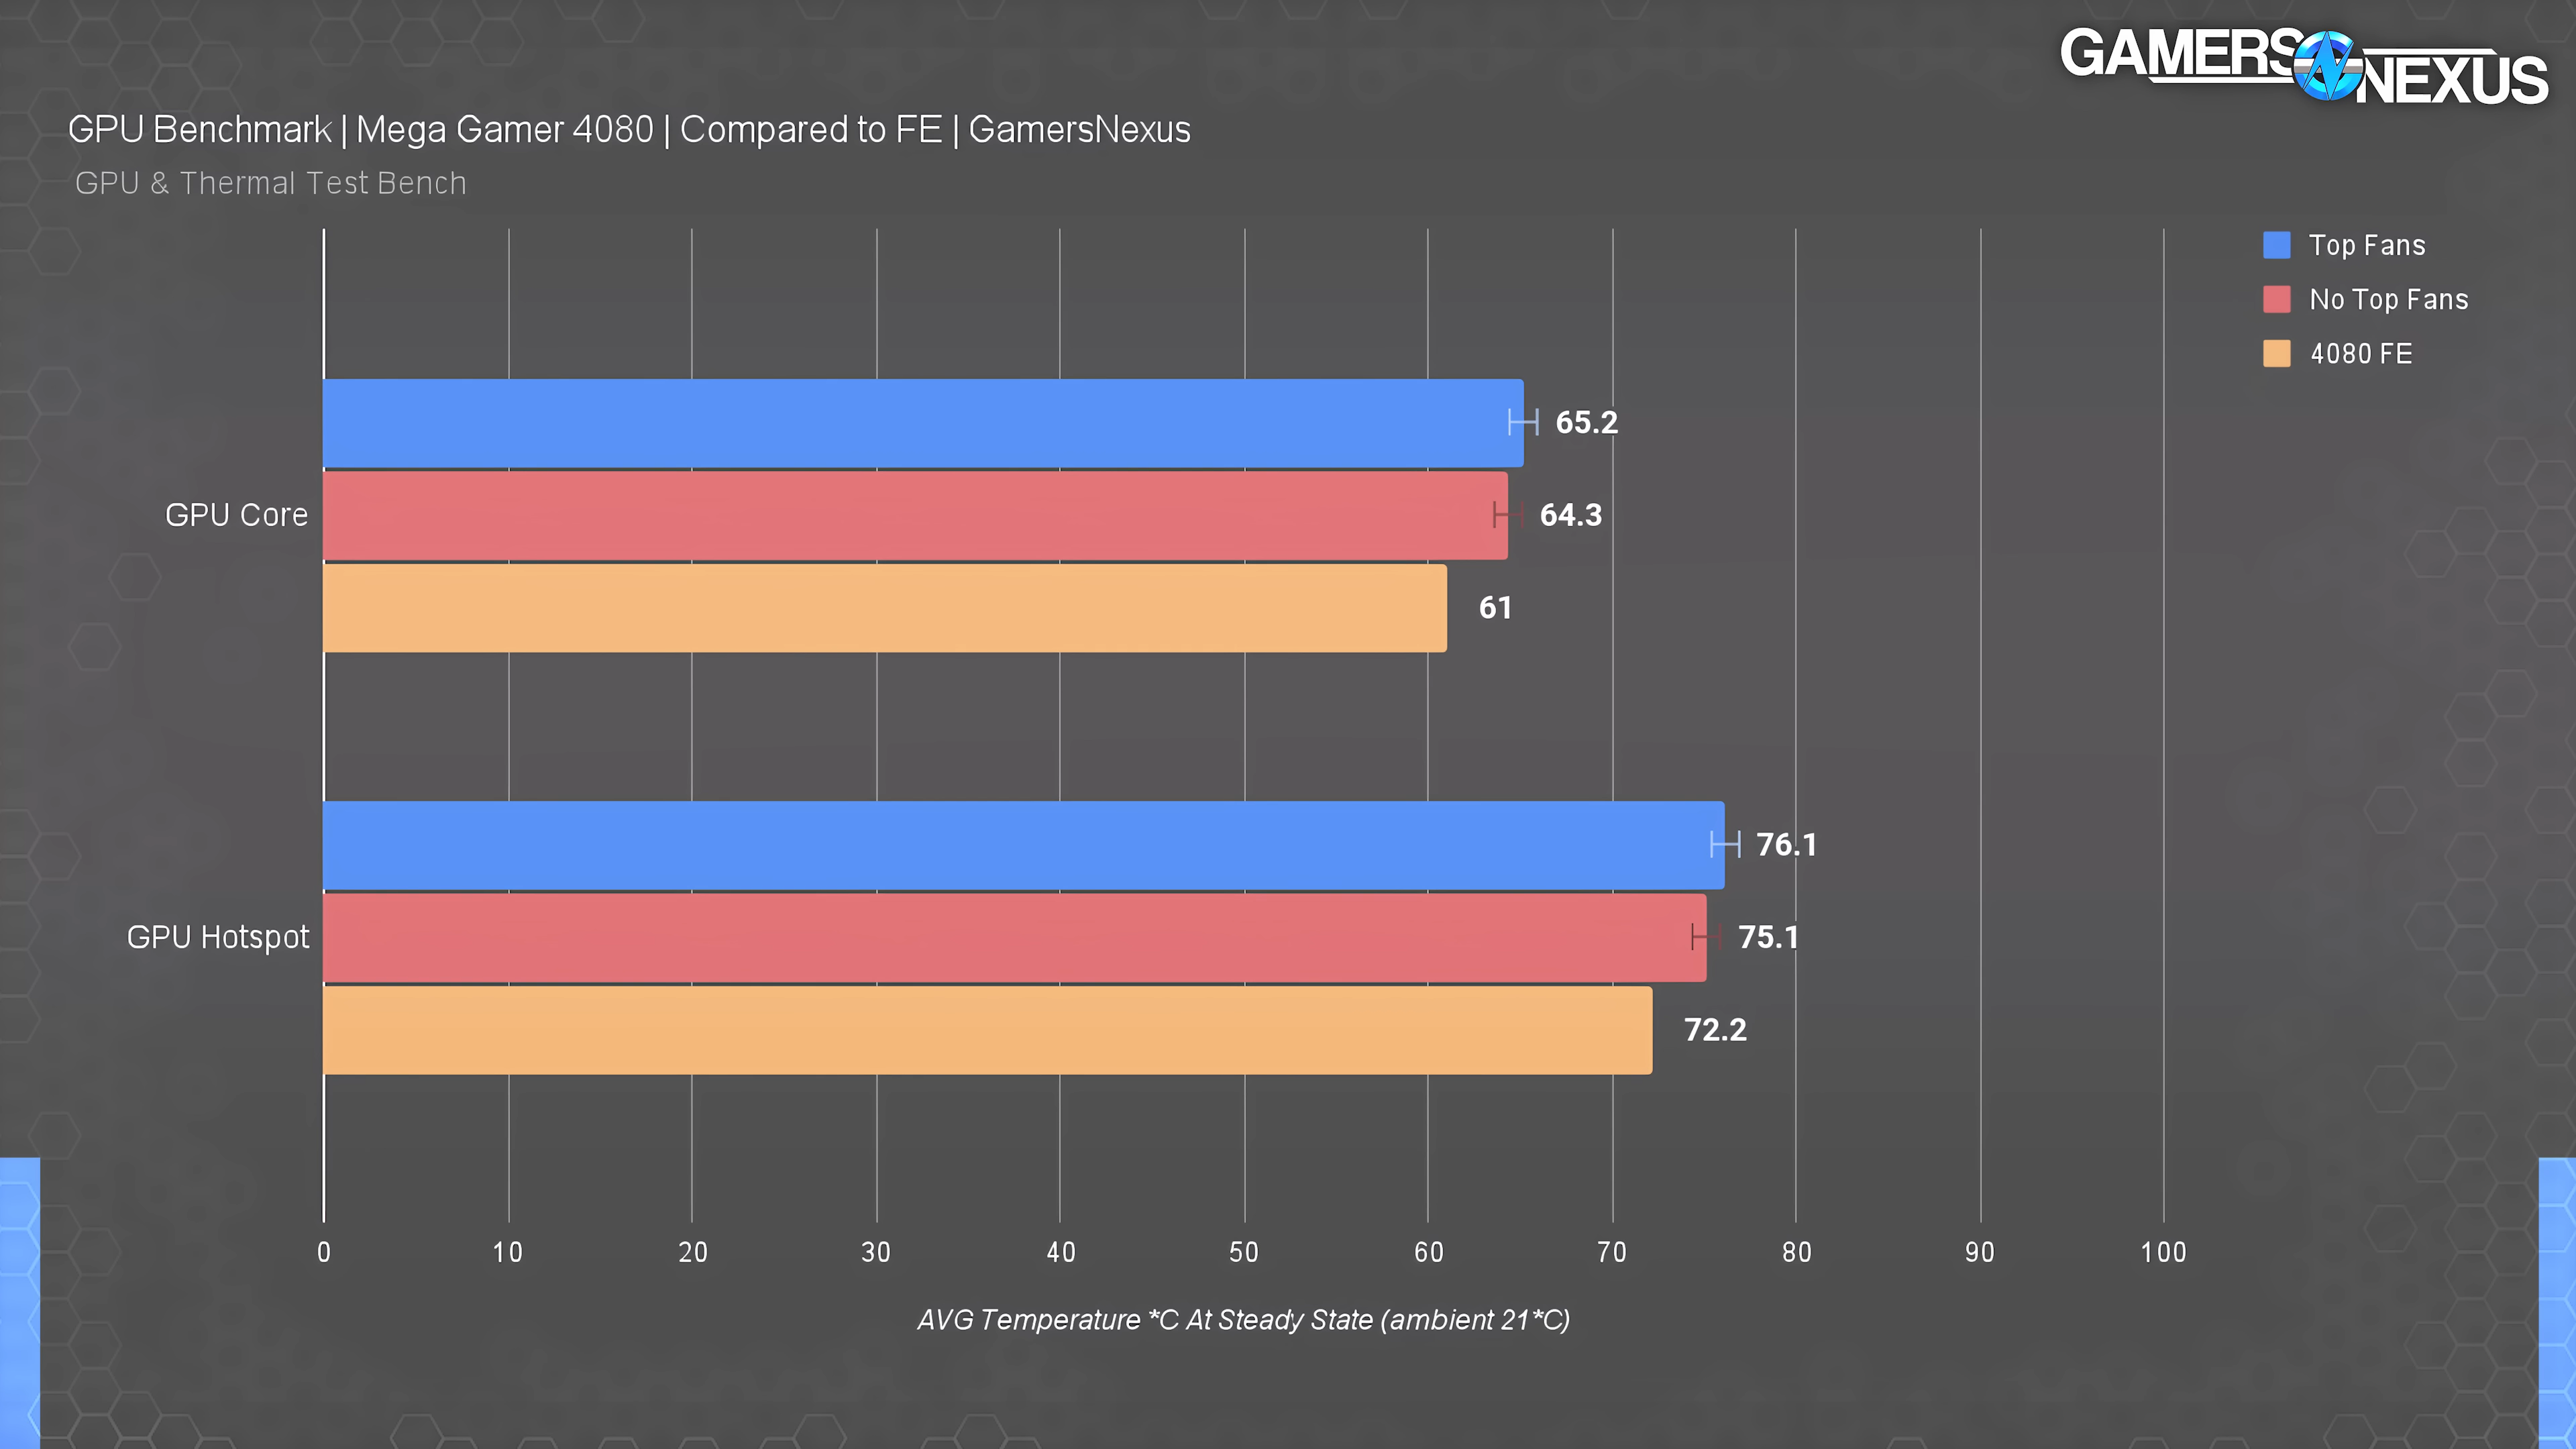 GAMERS NEXUS
GPU Benchmark | Mega Gamer 4080 | Compared to FE | GamersNexus
GPU & Thermal Test Bench
Top Fans
No Top Fans
4080 FE
65.2
GPU Core
64.3
61
76.1
GPU Hotspot
75.1
72.2
0 10 20 30 40 50 60 70 80 90 100
AVG Temperature *C At Steady State (ambient 21*C)